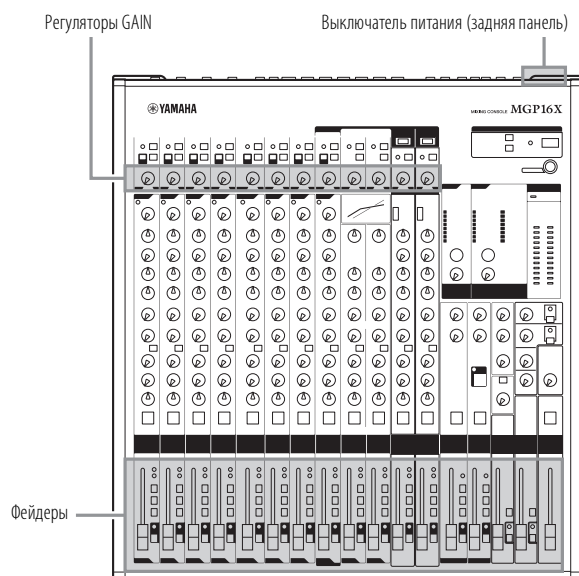 Регуляторы GAIN
Выключатель питания (задняя панель)
YAMAHA
MIXING CONSOLE MGP16X
Фейдеры